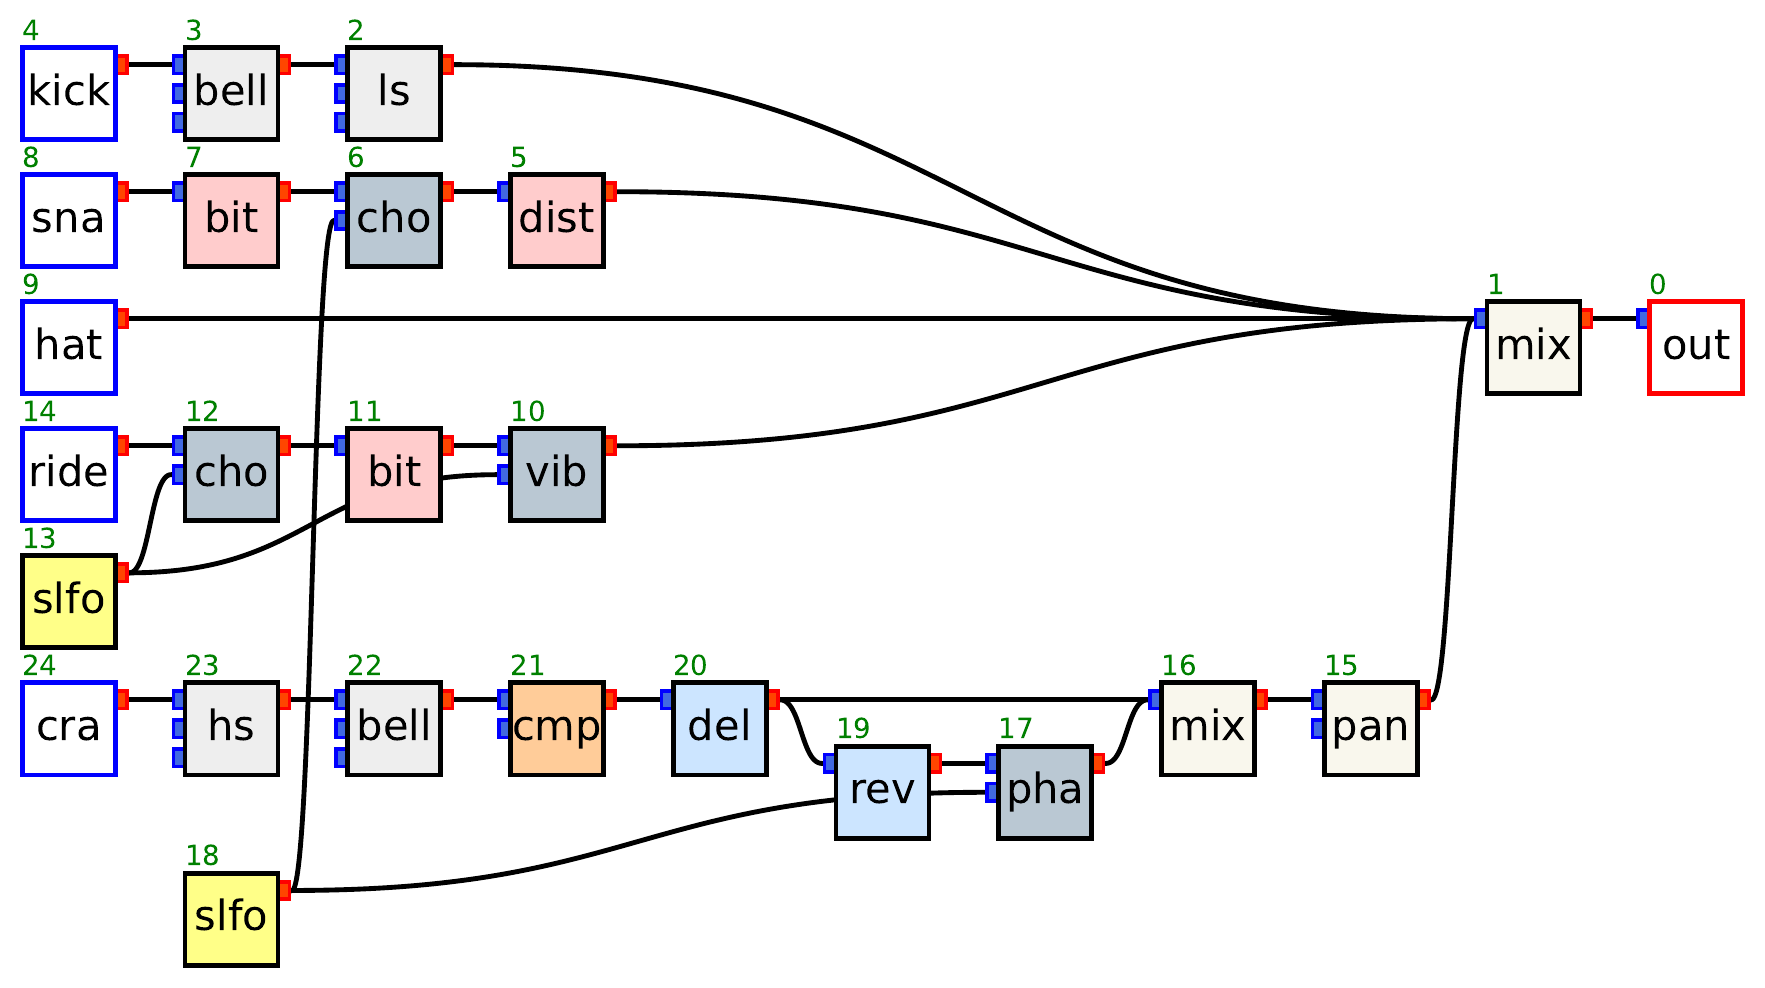 4 3 2
kick bell ls
8 7 6 5
sna bit cho dist
9 1 0
hat mix out
14 12 11 10
ride cho bit vib
13
slfo
24 23 22 21 20 16 15
cra hs bell cmp del mix pan
19 17
rev pha
18
slfo